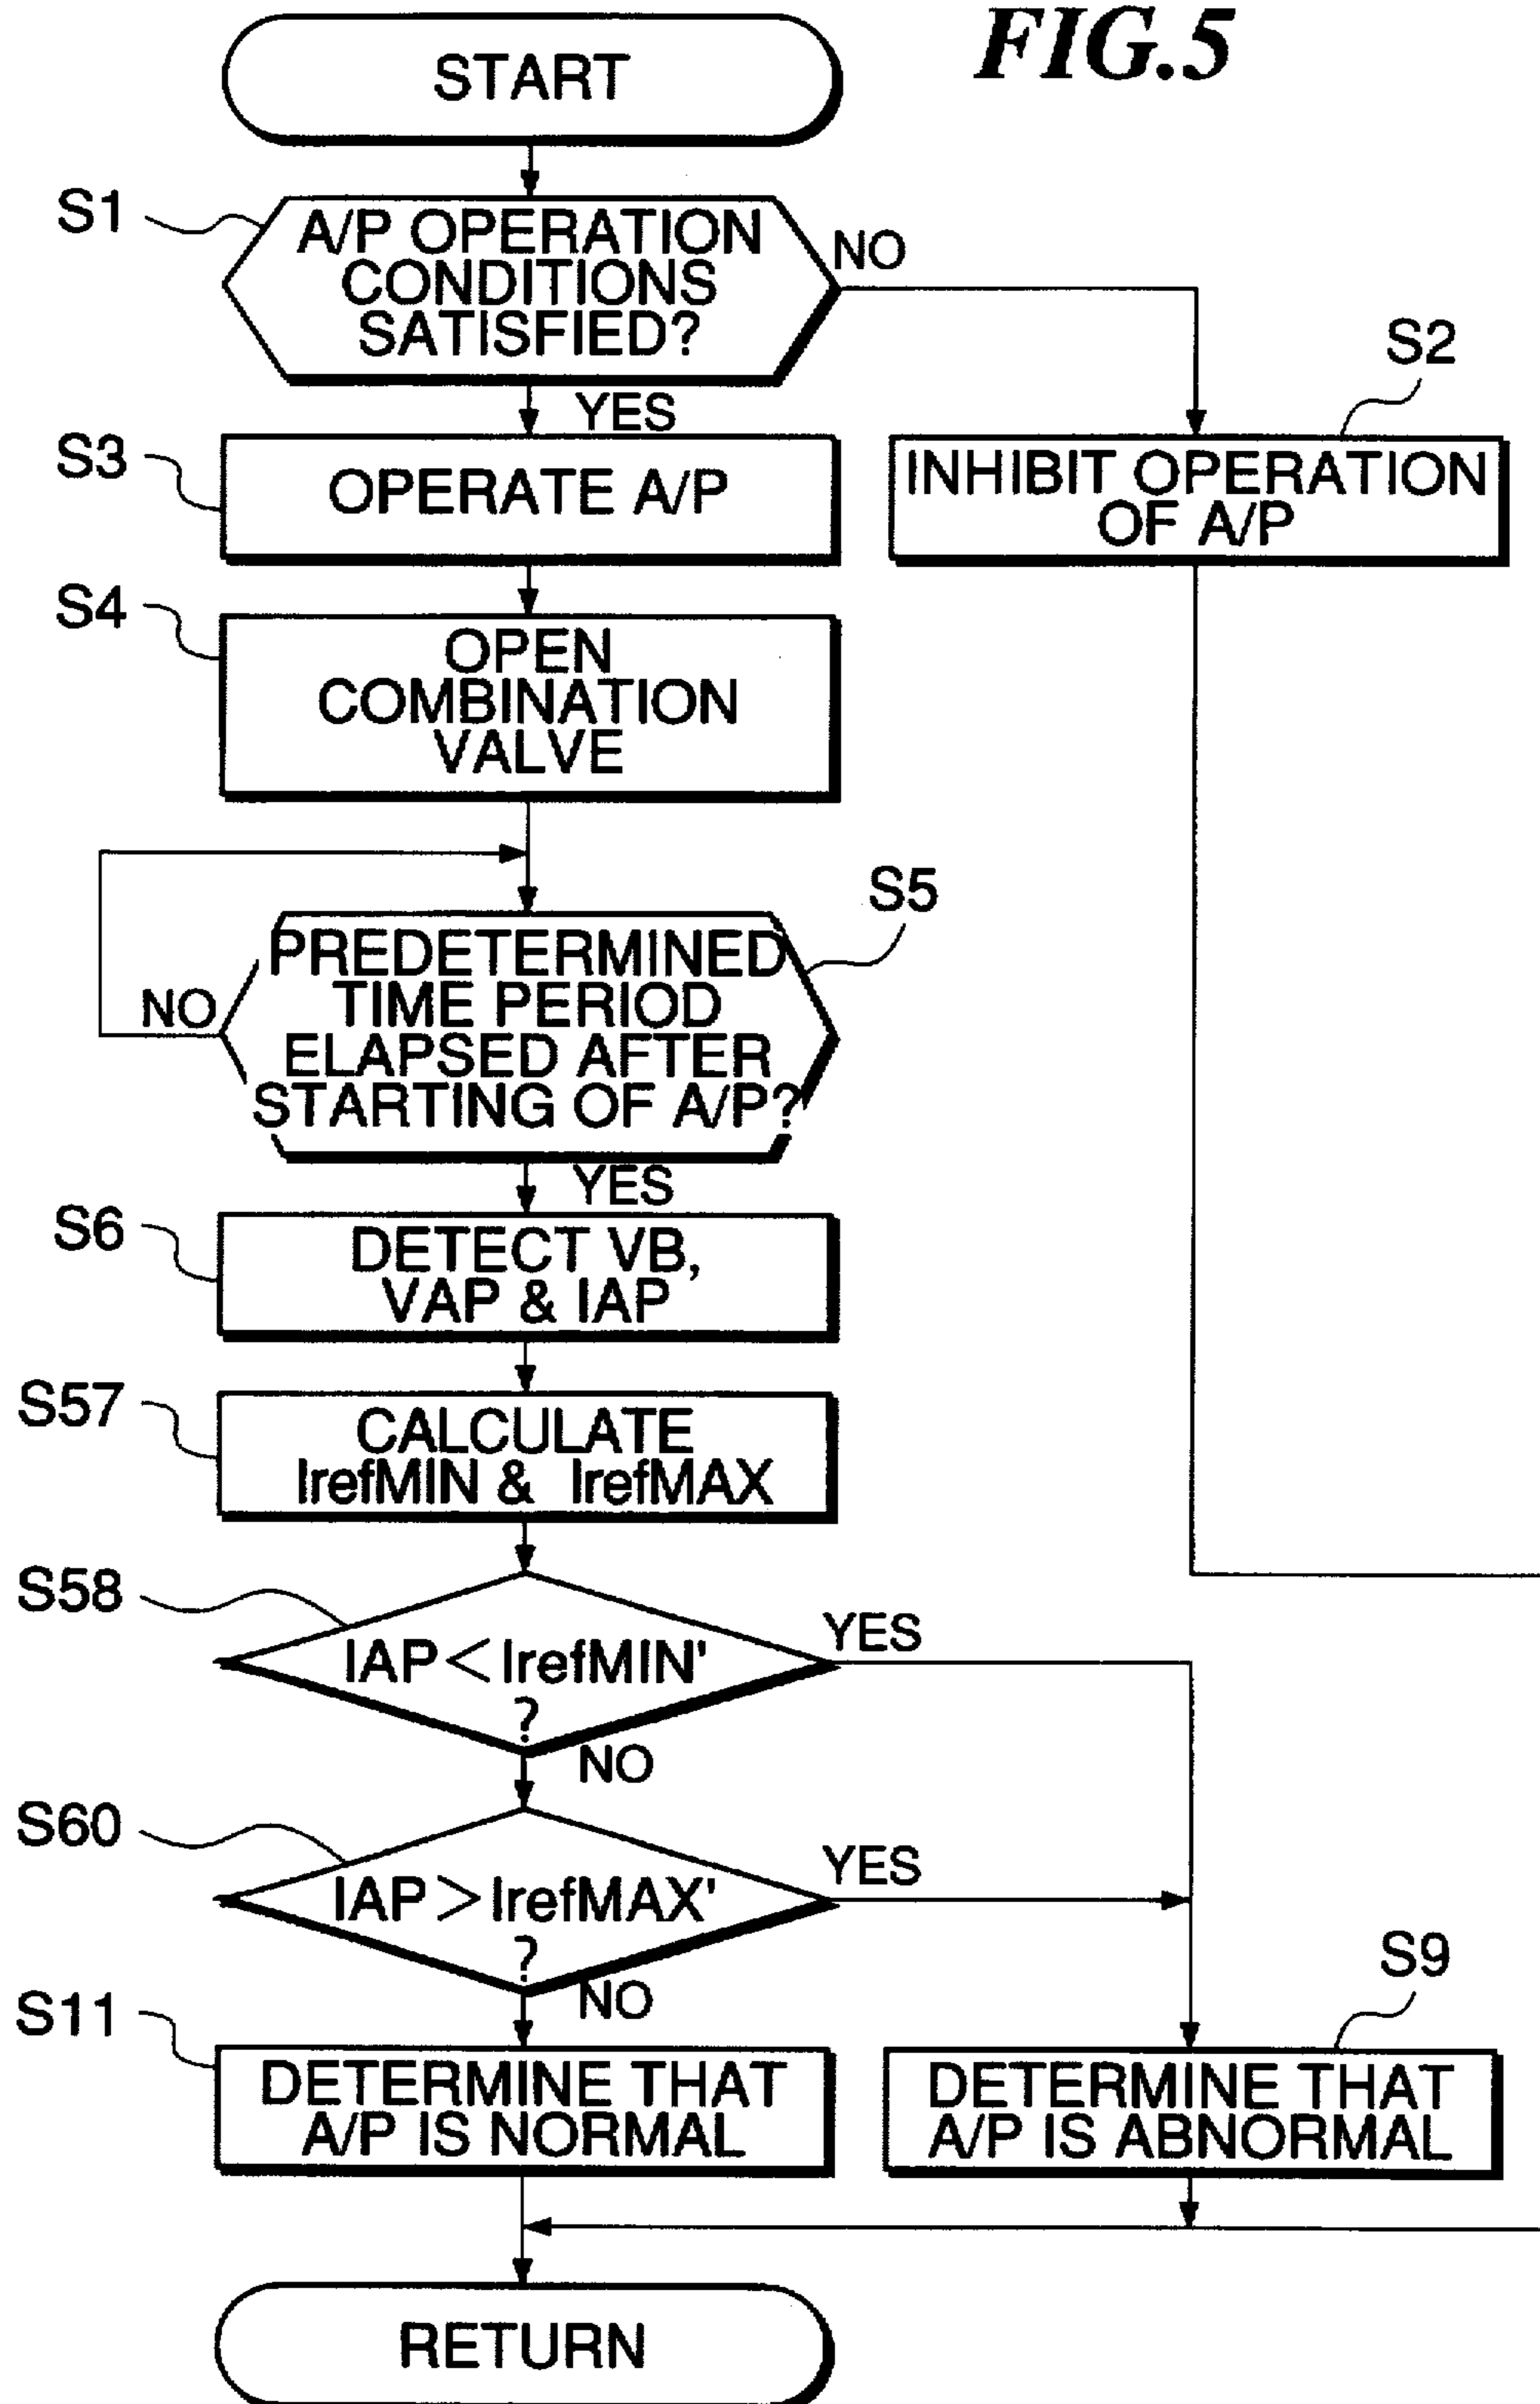 FIG.5
START
S1
A/P OPERATION
CONDITIONS
SATISFIED?
NO
YES
S2
INHIBIT OPERATION
OF A/P
S3
OPERATE A/P
S4
OPEN
COMBINATION
VALVE
S5
PREDETERMINED
TIME PERIOD
ELAPSED AFTER
STARTING OF A/P?
NO
YES
S6
DETECT VB,
VAP & IAP
S57
CALCULATE
IrefMIN & IrefMAX
S58
IAP<IrefMIN'
?
YES
NO
S60
IAP>IrefMAX'
?
YES
NO
S11
DETERMINE THAT
A/P IS NORMAL
S9
DETERMINE THAT
A/P IS ABNORMAL
RETURN